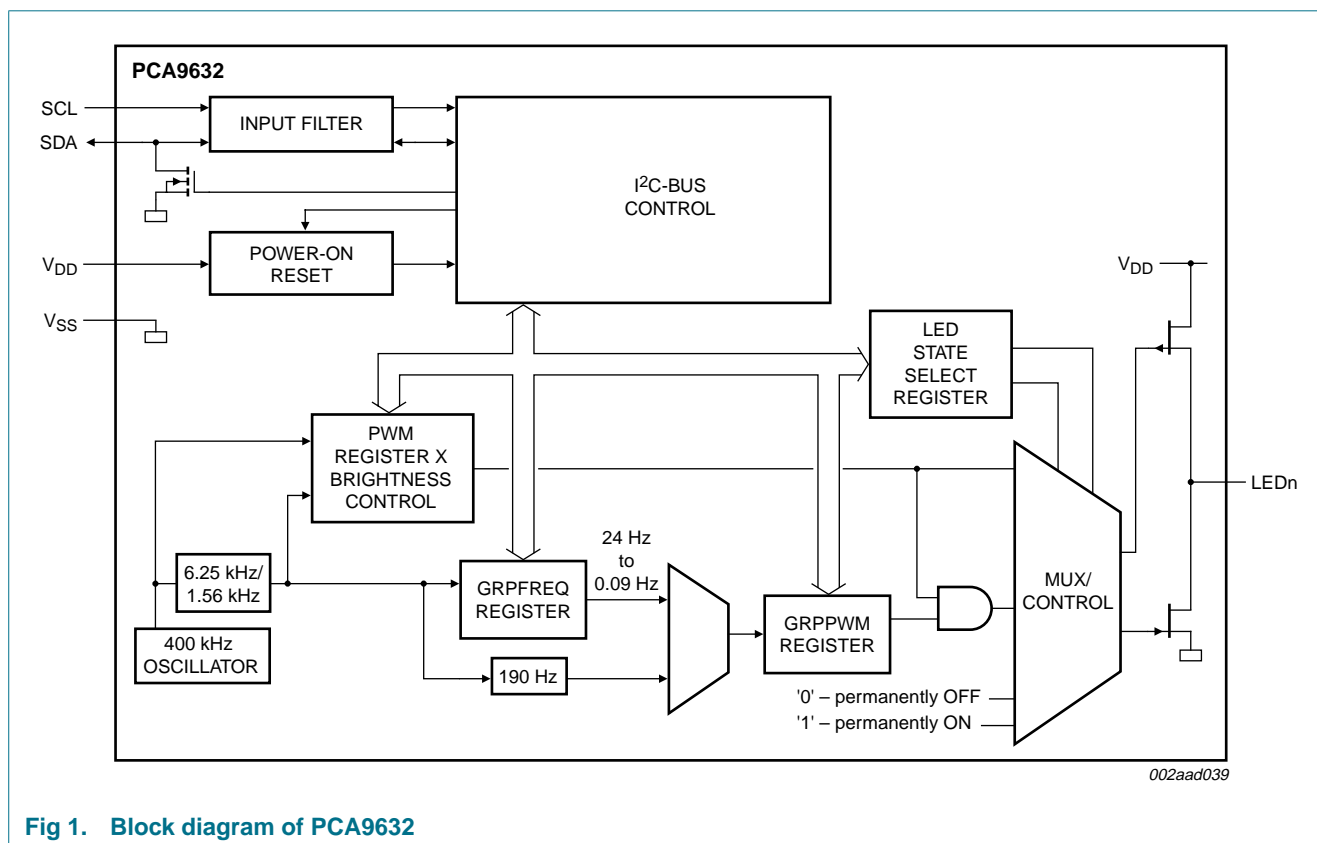 PCA9632
SCL
SDA
INPUT FILTER
I2C-BUS
CONTROL
POWER-ON
RESET
VDD
VSS
VDD
LED
STATE
SELECT
REGISTER
PWM
REGISTER X
BRIGHTNESS
CONTROL
LEDn
24 Hz
to
0.09 Hz
6.25 kHz/
1.56 kHz
GRPFREQ
REGISTER
MUX/
CONTROL
GRPPWM
REGISTER
400 kHz
OSCILLATOR
190 Hz
'0' – permanently OFF
'1' – permanently ON
002aad039
Fig 1. Block diagram of PCA9632